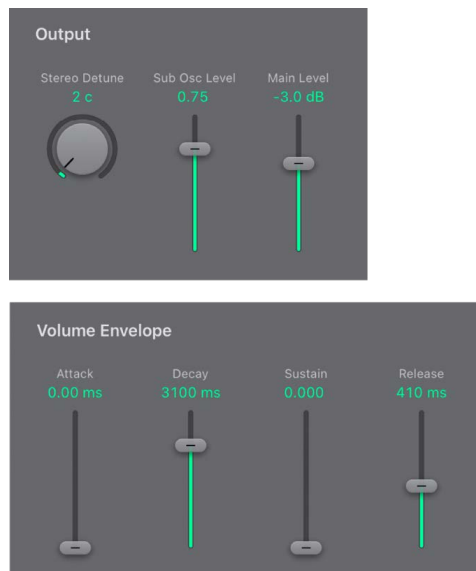 Output
Stereo Detune Sub Osc Level Main Level
2 c 0.75 -3.0 dB
Volume Envelope
Attack Decay Sustain Release
0.00 ms 3100 ms 0.000 410 ms